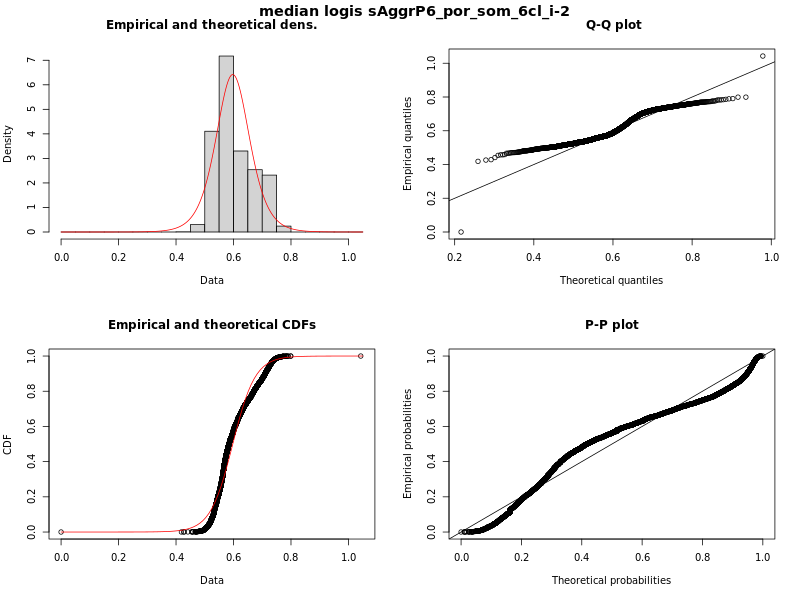 median logis sAggrP6_por_som_6cl_i-2
Empirical and theoretical dens.
Density
0 1 2 3 4 5 6 7
0.0 0.2 0.4 0.6 0.8 1.0
Data
Q-Q plot
Empirical quantiles
0.0 0.2 0.4 0.6 0.8 1.0
0.2 0.4 0.6 0.8 1.0
Theoretical quantiles
Empirical and theoretical CDFs
CDF
0.0 0.2 0.4 0.6 0.8 1.0
0.0 0.2 0.4 0.6 0.8 1.0
Data
P-P plot
Empirical probabilities
0.0 0.2 0.4 0.6 0.8 1.0
0.0 0.2 0.4 0.6 0.8 1.0
Theoretical probabilities